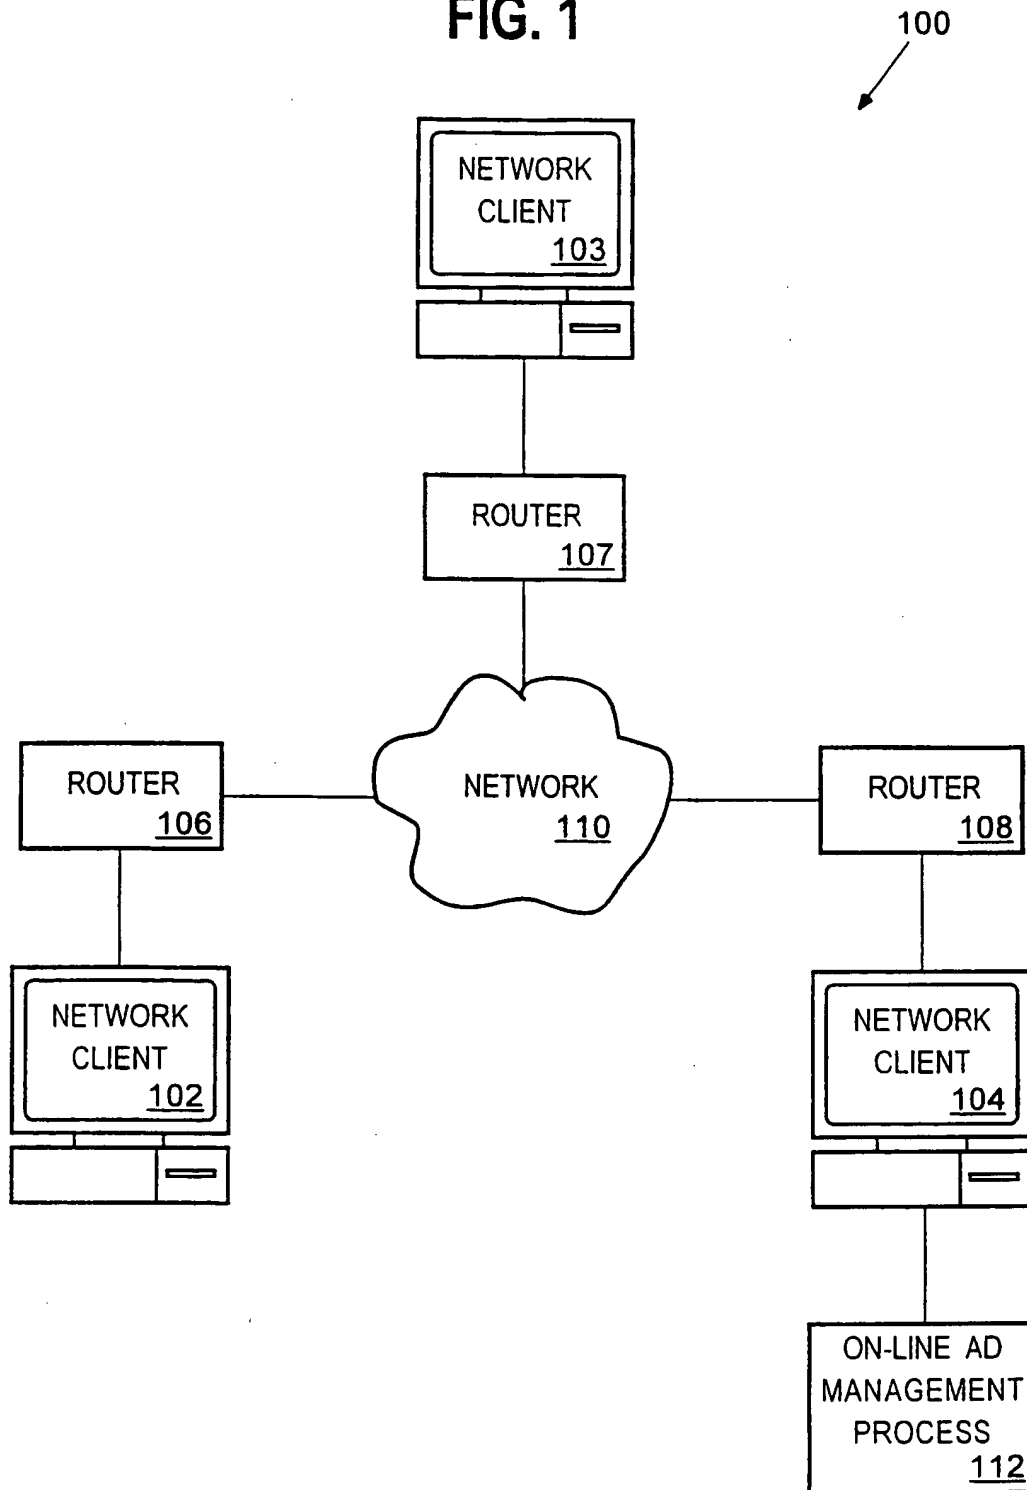 FIG. 1
100
NETWORK
CLIENT
103
ROUTER
107
NETWORK
110
ROUTER
106
ROUTER
108
NETWORK
CLIENT
102
NETWORK
CLIENT
104
ON-LINE AD
MANAGEMENT
PROCESS
112